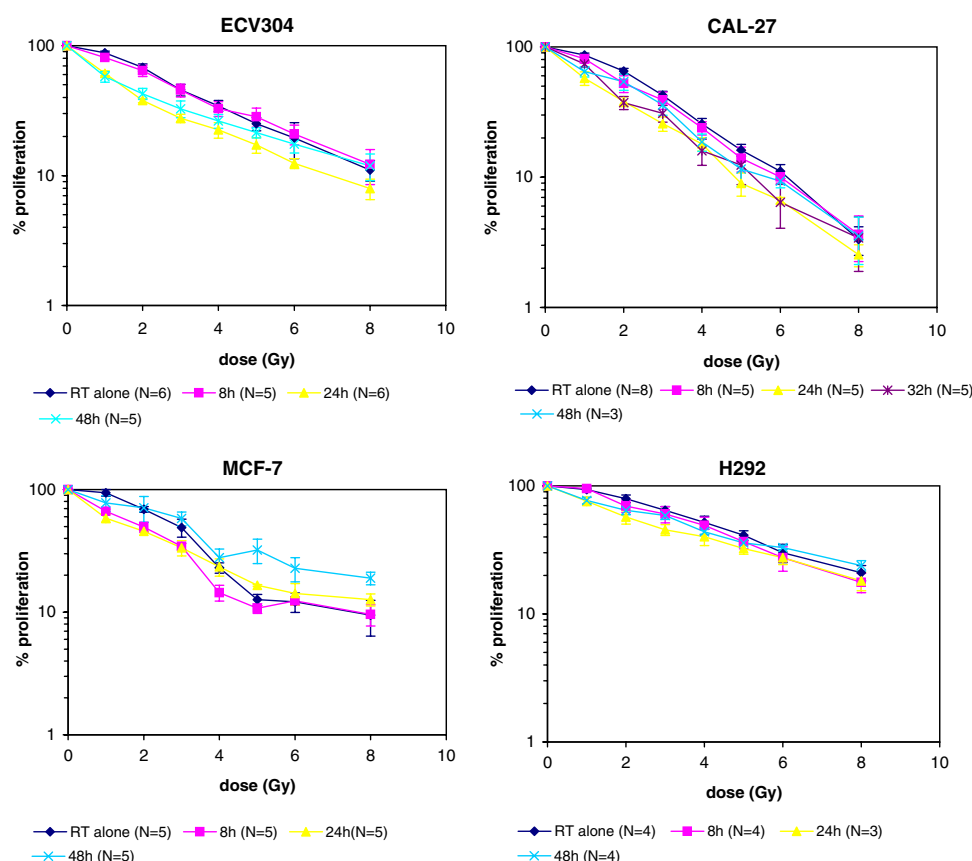 ECV304
100
10
1
% proliferation
0 2 4 6 8 10
dose (Gy)
RT alone (N=6) 8h (N=5) 24h (N=6)
48h (N=5)
CAL-27
100
10
1
% proliferation
0 2 4 6 8 10
dose (Gy)
RT alone (N=8) 8h (N=5) 24h (N=5) 32h (N=5)
48h (N=3)
MCF-7
100
10
1
% proliferation
0 2 4 6 8 10
dose (Gy)
RT alone (N=5) 8h (N=5) 24h(N=5)
48h (N=5)
H292
100
10
1
% proliferation
0 2 4 6 8 10
dose (Gy)
RT alone (N=4) 8h (N=4) 24h (N=3)
48h (N=4)